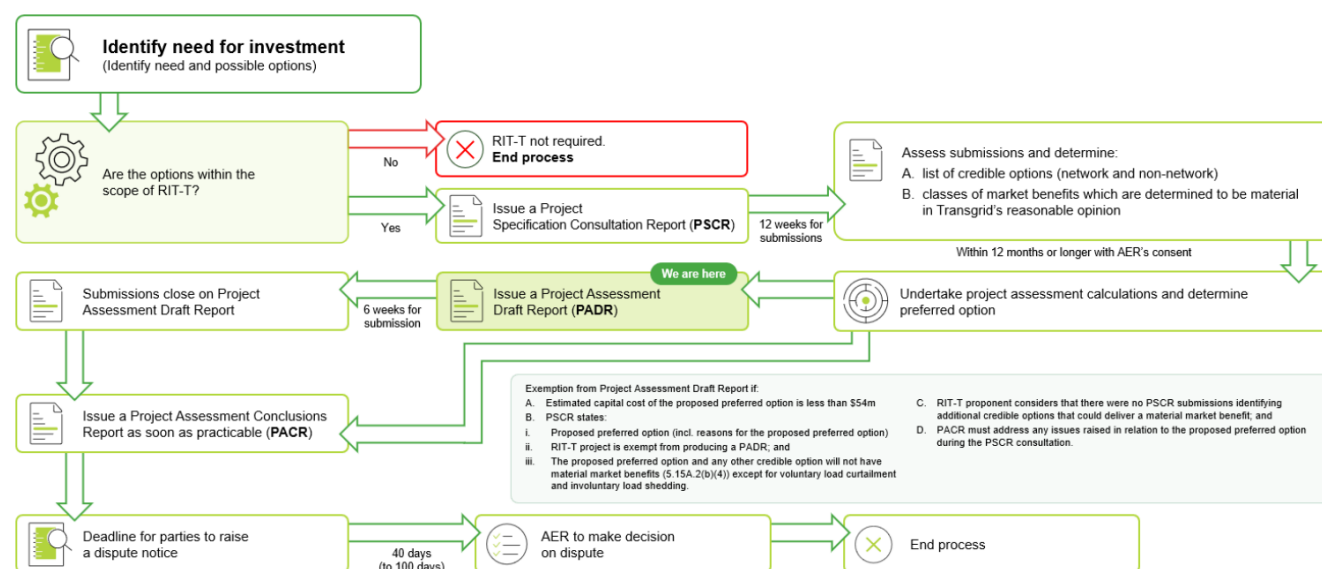 Identify need for investment
(Identify need and possible options)
Are the options within the
scope of RIT-T?
No
RIT-T not required.
End process
Yes
Issue a Project
Specification Consultation Report (PSCR)
12 weeks for
submissions
Assess submissions and determine:
A. list of credible options (network and non-network)
B. classes of market benefits which are determined to be material
in Transgrid's reasonable opinion
Within 12 months or longer with AER's consent
Undertake project assessment calculations and determine
preferred option
We are here
Issue a Project Assessment
Draft Report (PADR)
6 weeks for
submission
Submissions close on Project
Assessment Draft Report
Issue a Project Assessment Conclusions
Report as soon as practicable (PACR)
Exemption from Project Assessment Draft Report if:
A. Estimated capital cost of the proposed preferred option is less than $54m
B. PSCR states:
i. Proposed preferred option (incl. reasons for the proposed preferred option)
ii. RIT-T project is exempt from producing a PADR; and
iii. The proposed preferred option and any other credible option will not have
material market benefits (5.15A.2(b)(4)) except for voluntary load curtailment
and involuntary load shedding.
C. RIT-T proponent considers that there were no PSCR submissions identifying
additional credible options that could deliver a material market benefit; and
D. PACR must address any issues raised in relation to the proposed preferred option
during the PSCR consultation.
Deadline for parties to raise
a dispute notice
40 days
(to 100 days)
AER to make decision
on dispute
End process